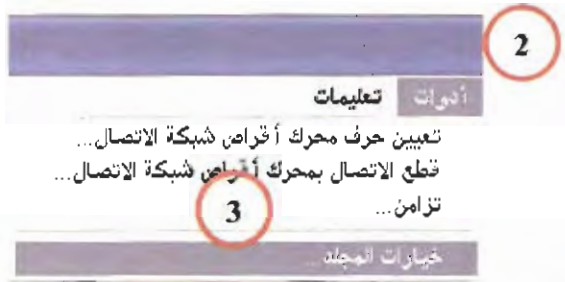 2
أدوات تعليمات
تعيين حرف محرك أقراص شبكة الاتصال...
قطع الاتصال بمحرك أقراص شبكة الاتصال...
تزامن...
3
خيارات المجلد...